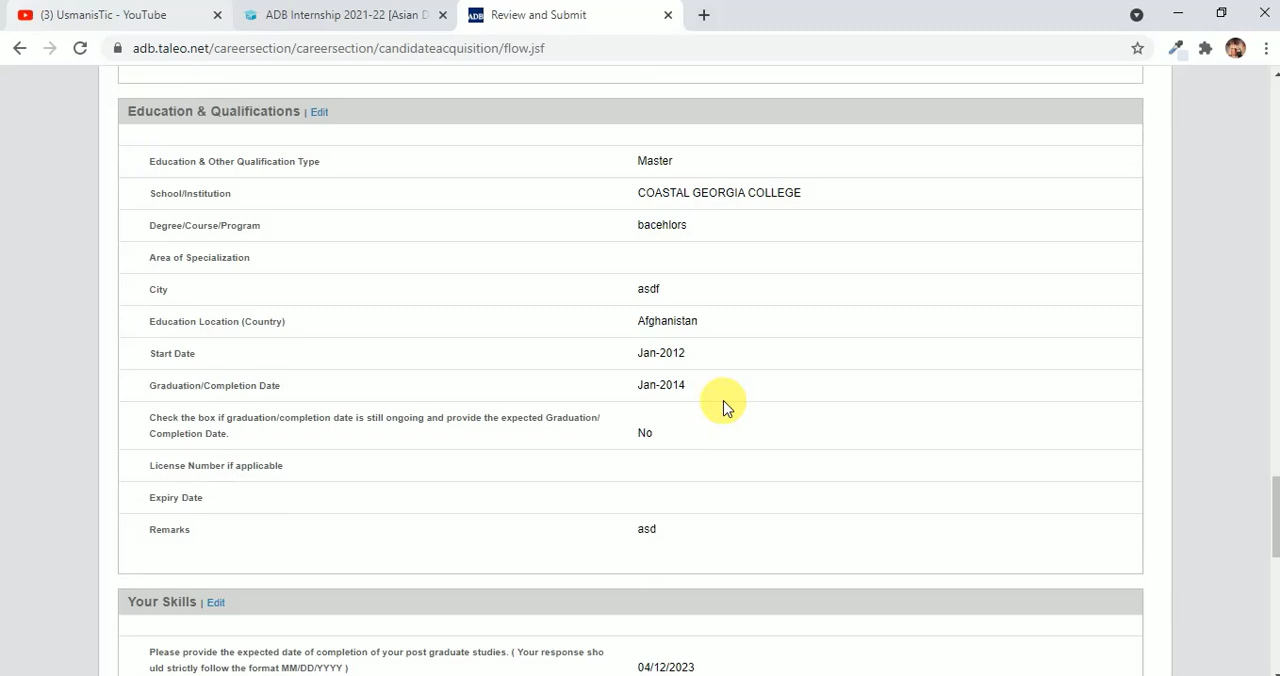 (3) UsmanisTic - YouTube
ADB Internship 2021-22 [Asian D
ADB Review and Submit
adb.taleo.net/careersection/careersection/candidateacquisition/flow.jsf
Education & Qualifications | Edit
Education & Other Qualification Type Master
School/Institution COASTAL GEORGIA COLLEGE
Degree/Course/Program bacehlors
Area of Specialization
City asdf
Education Location (Country) Afghanistan
Start Date Jan-2012
Graduation/Completion Date Jan-2014
Check the box if graduation/completion date is still ongoing and provide the expected Graduation/
Completion Date. No
License Number if applicable
Expiry Date
Remarks asd
Your Skills | Edit
Please provide the expected date of completion of your post graduate studies. ( Your response sho
uld strictly follow the format MM/DD/YYYY ) 04/12/2023